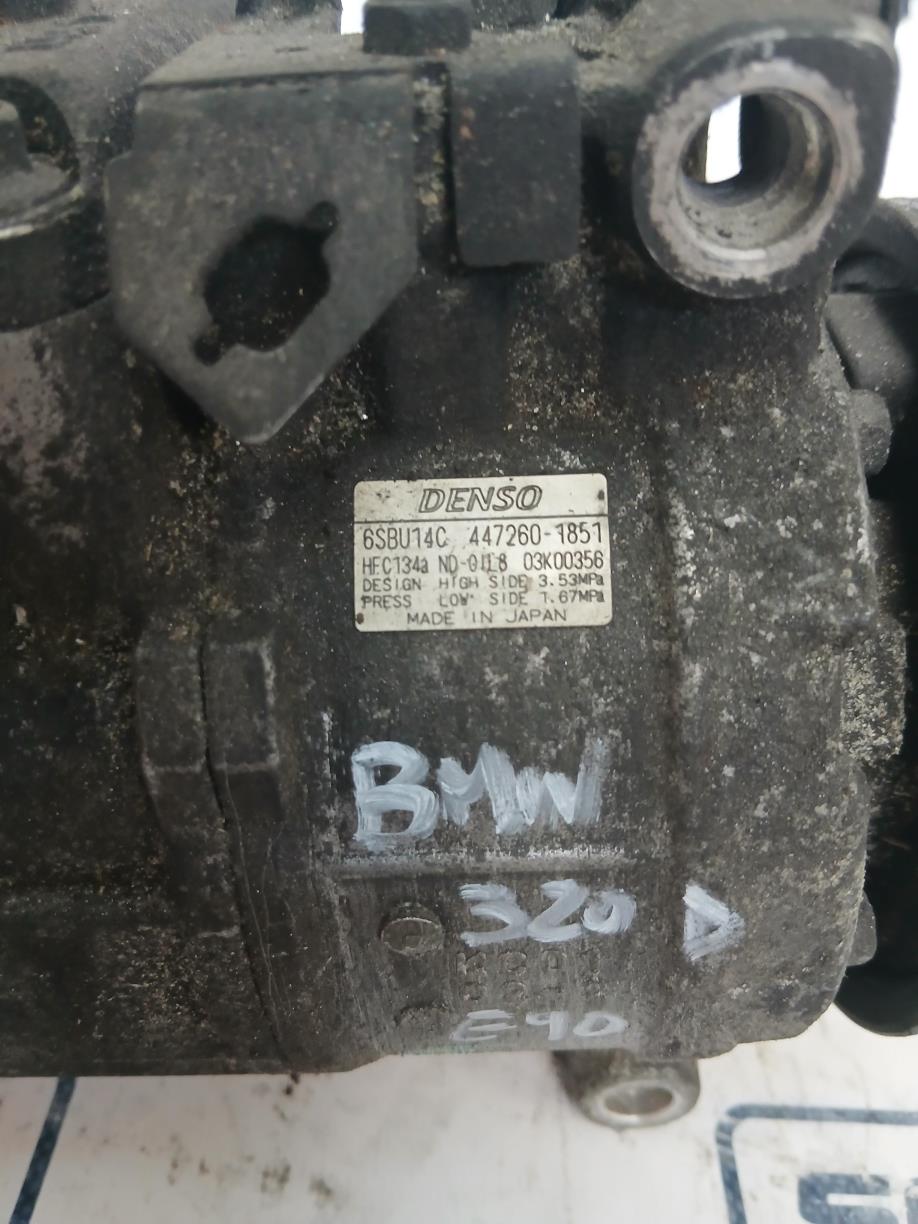 DENSO
6SBU14C 447260-1851
HFC134a ND-OIL8 03K00356
DESIGN HIGH SIDE 3.53MPa
PRESS LOW SIDE 1.67MPa
MADE IN JAPAN
BMW
320 D
E90